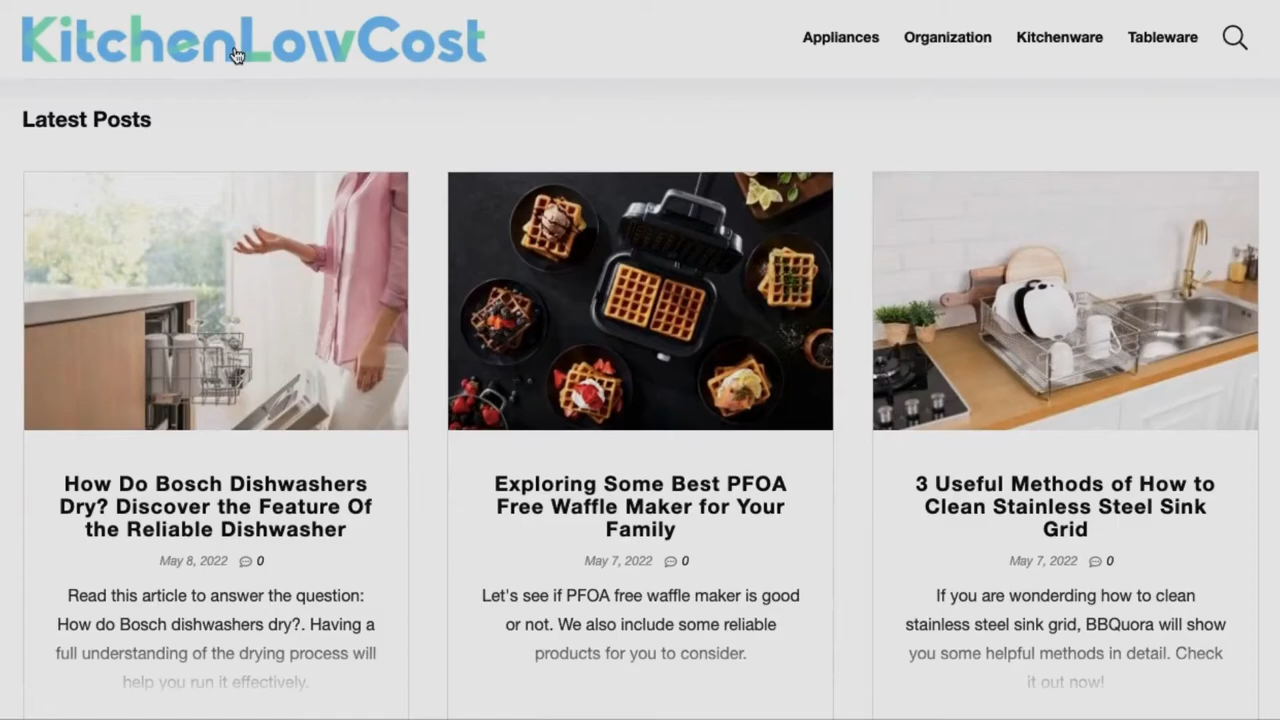 KitchenLowCost
Appliances Organization Kitchenware Tableware
Latest Posts
How Do Bosch Dishwashers
Dry? Discover the Feature Of
the Reliable Dishwasher
May 8, 2022 0
Read this article to answer the question:
How do Bosch dishwashers dry?. Having a
full understanding of the drying process will
help you run it effectively.
Exploring Some Best PFOA
Free Waffle Maker for Your
Family
May 7, 2022 0
Let's see if PFOA free waffle maker is good
or not. We also include some reliable
products for you to consider.
3 Useful Methods of How to
Clean Stainless Steel Sink
Grid
May 7, 2022 0
If you are wonderding how to clean
stainless steel sink grid, BBQuora will show
you some helpful methods in detail. Check
it out now!